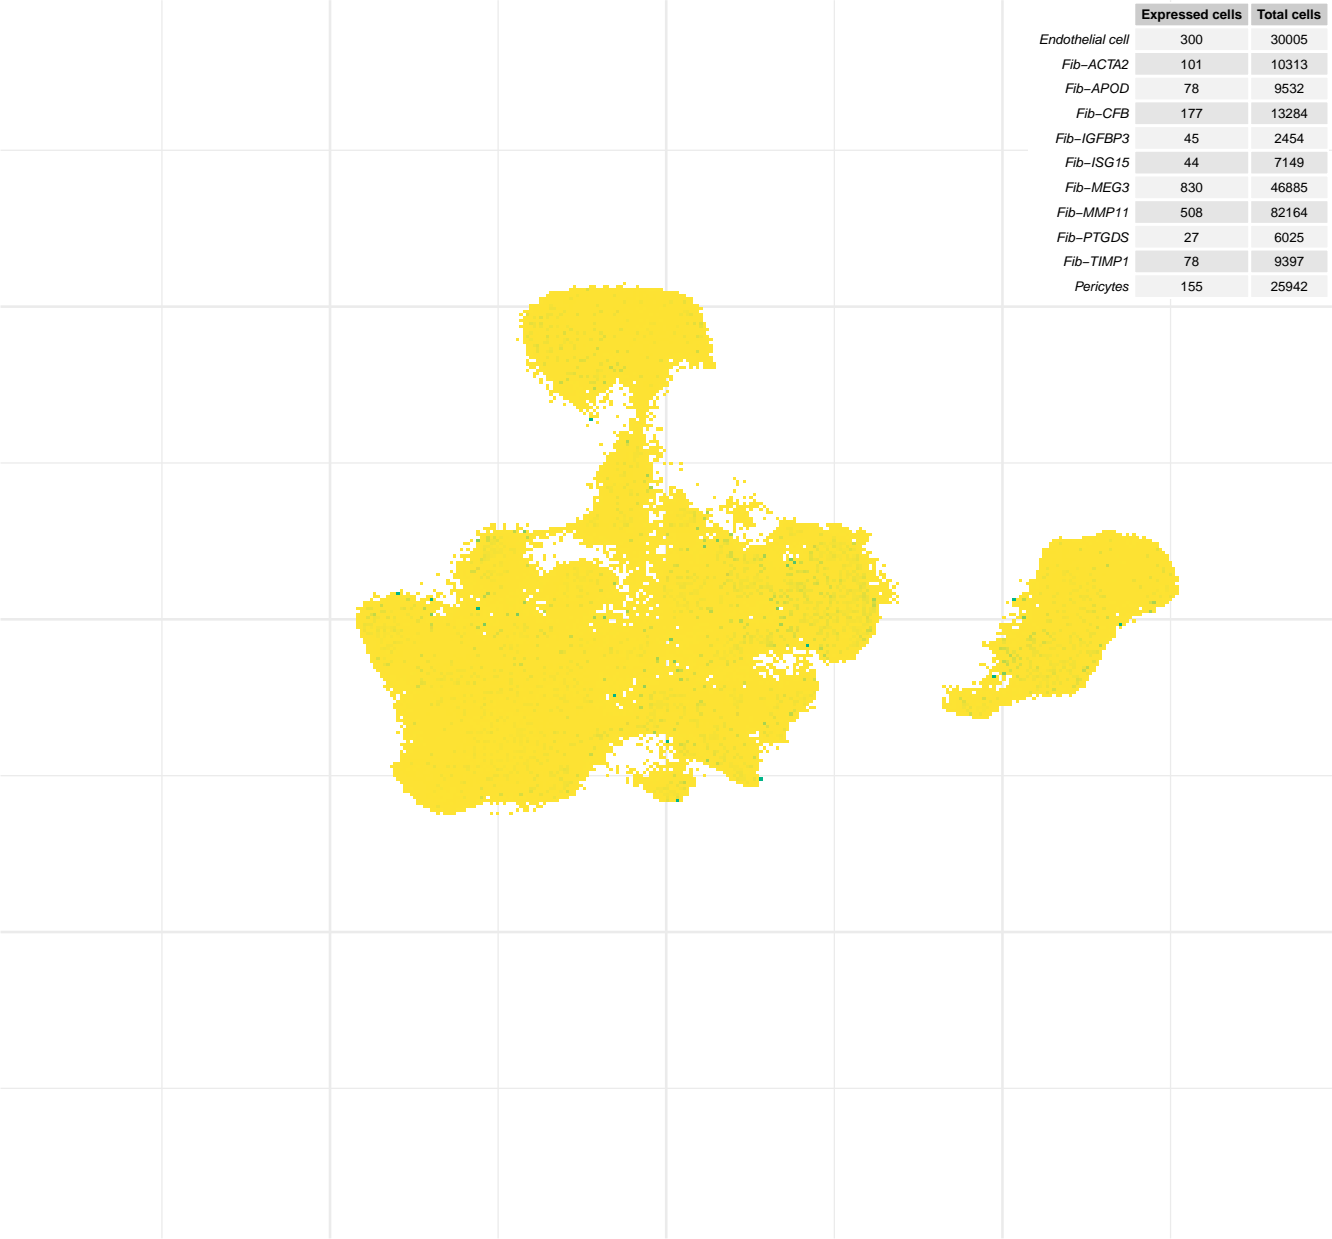 Expressed cells Total cells
Endothelial cell 300 30005
Fib−ACTA2 101 10313
Fib−APOD 78 9532
Fib−CFB 177 13284
Fib−IGFBP3 45 2454
Fib−ISG15 44 7149
Fib−MEG3 830 46885
Fib−MMP11 508 82164
Fib−PTGDS 27 6025
Fib−TIMP1 78 9397
Pericytes 155 25942